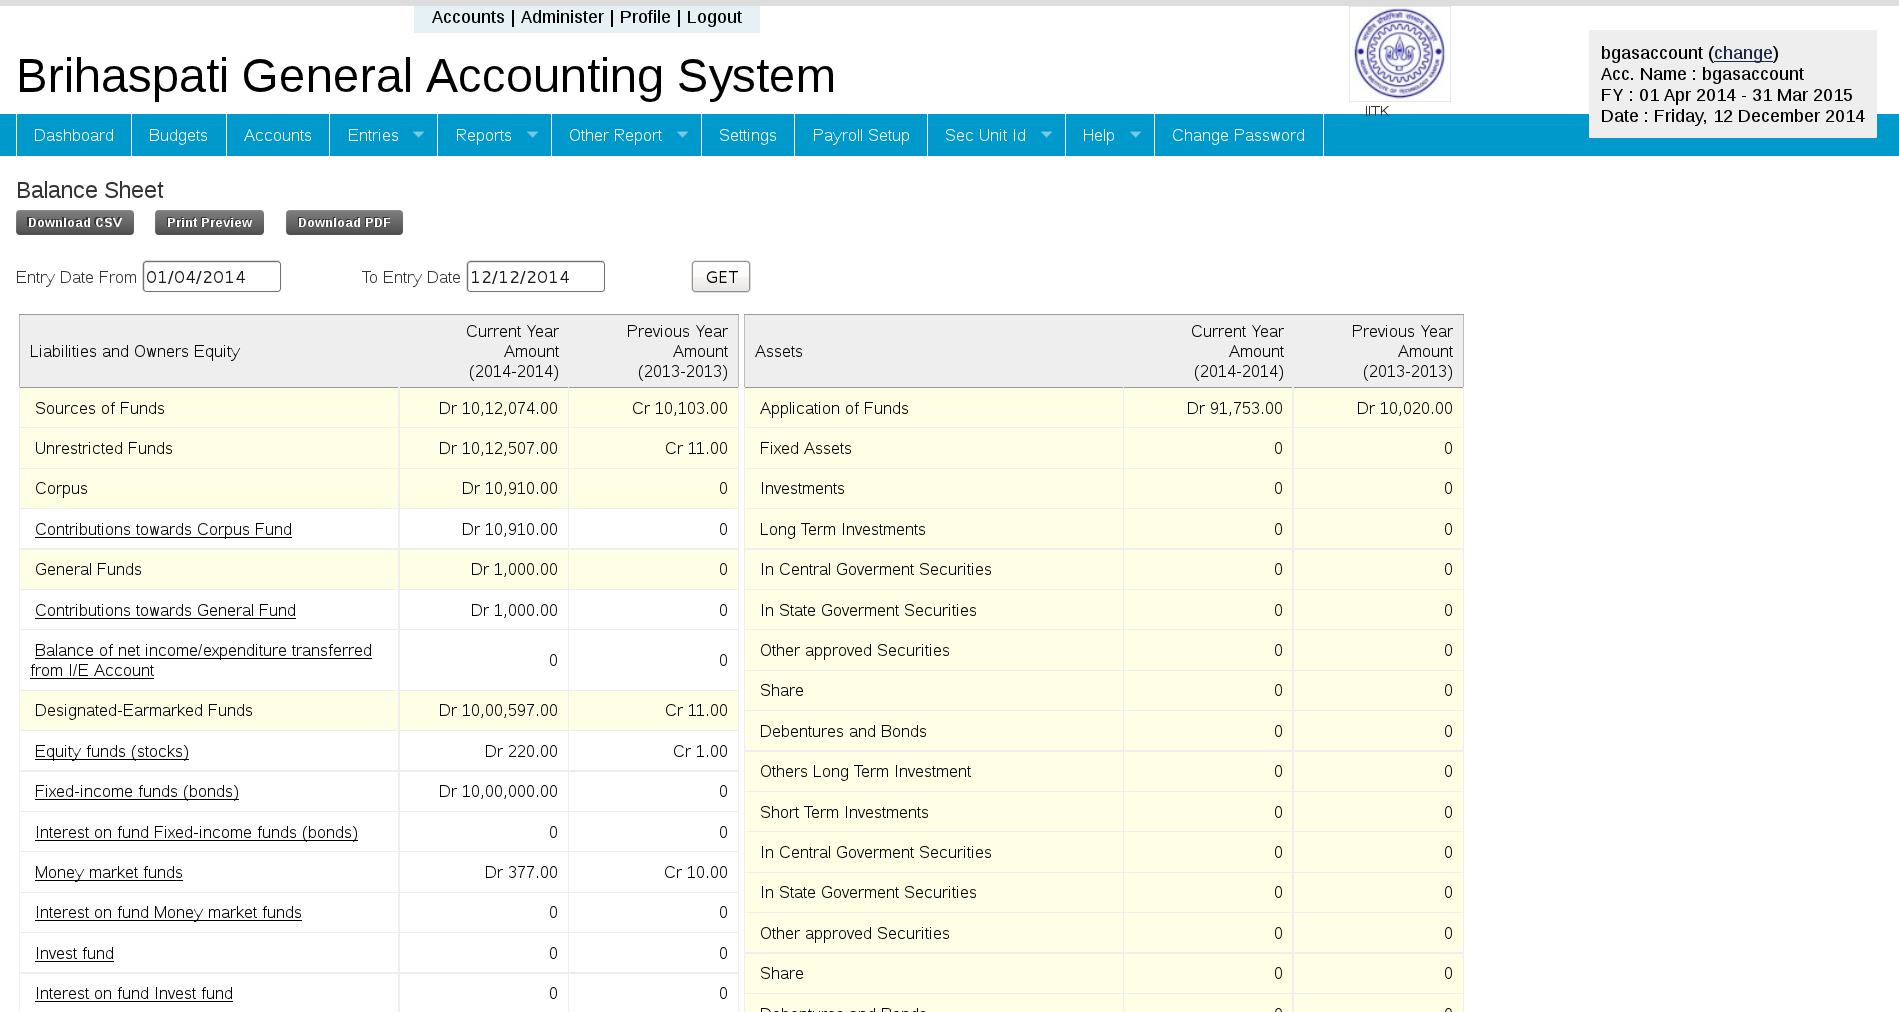 Accounts | Administer | Profile | Logout
Brihaspati General Accounting System
IITK
bgasaccount (change)
Acc. Name : bgasaccount
FY : 01 Apr 2014 - 31 Mar 2015
Date : Friday, 12 December 2014
Dashboard Budgets Accounts Entries Reports Other Report Settings Payroll Setup Sec Unit Id Help Change Password
Balance Sheet
Download CSV Print Preview Download PDF
Entry Date From 01/04/2014 To Entry Date 12/12/2014 GET
Liabilities and Owners Equity
Current Year
Amount
(2014-2014)
Previous Year
Amount
(2013-2013)
Sources of Funds Dr 10,12,074.00 Cr 10,103.00
Unrestricted Funds Dr 10,12,507.00 Cr 11.00
Corpus Dr 10,910.00 0
Contributions towards Corpus Fund Dr 10,910.00 0
General Funds Dr 1,000.00 0
Contributions towards General Fund Dr 1,000.00 0
Balance of net income/expenditure transferred
from I/E Account 0 0
Designated-Earmarked Funds Dr 10,00,597.00 Cr 11.00
Equity funds (stocks) Dr 220.00 Cr 1.00
Fixed-income funds (bonds) Dr 10,00,000.00 0
Interest on fund Fixed-income funds (bonds) 0 0
Money market funds Dr 377.00 Cr 10.00
Interest on fund Money market funds 0 0
Invest fund 0 0
Interest on fund Invest fund 0 0
Assets
Current Year
Amount
(2014-2014)
Previous Year
Amount
(2013-2013)
Application of Funds Dr 91,753.00 Dr 10,020.00
Fixed Assets 0 0
Investments 0 0
Long Term Investments 0 0
In Central Goverment Securities 0 0
In State Goverment Securities 0 0
Other approved Securities 0 0
Share 0 0
Debentures and Bonds 0 0
Others Long Term Investment 0 0
Short Term Investments 0 0
In Central Goverment Securities 0 0
In State Goverment Securities 0 0
Other approved Securities 0 0
Share 0 0
Debentures and Bonds 0 0